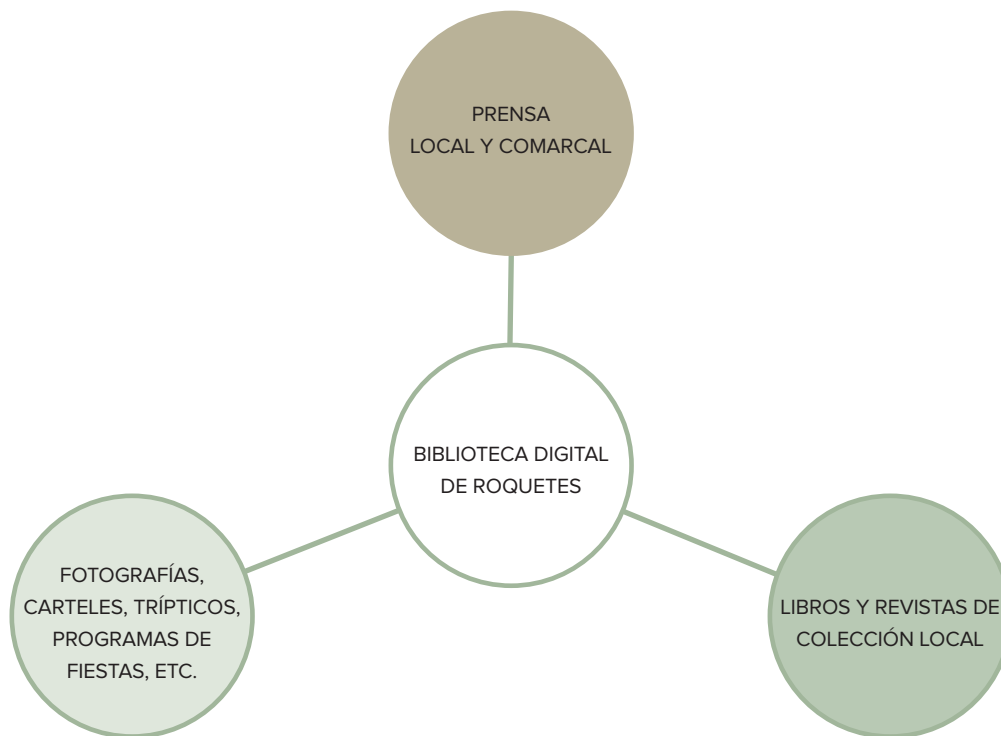 PRENSA
LOCAL Y COMARCAL
BIBLIOTECA DIGITAL
DE ROQUETES
FOTOGRAFÍAS,
CARTELES, TRÍPTICOS,
PROGRAMAS DE
FIESTAS, ETC.
LIBROS Y REVISTAS DE
COLECCIÓN LOCAL